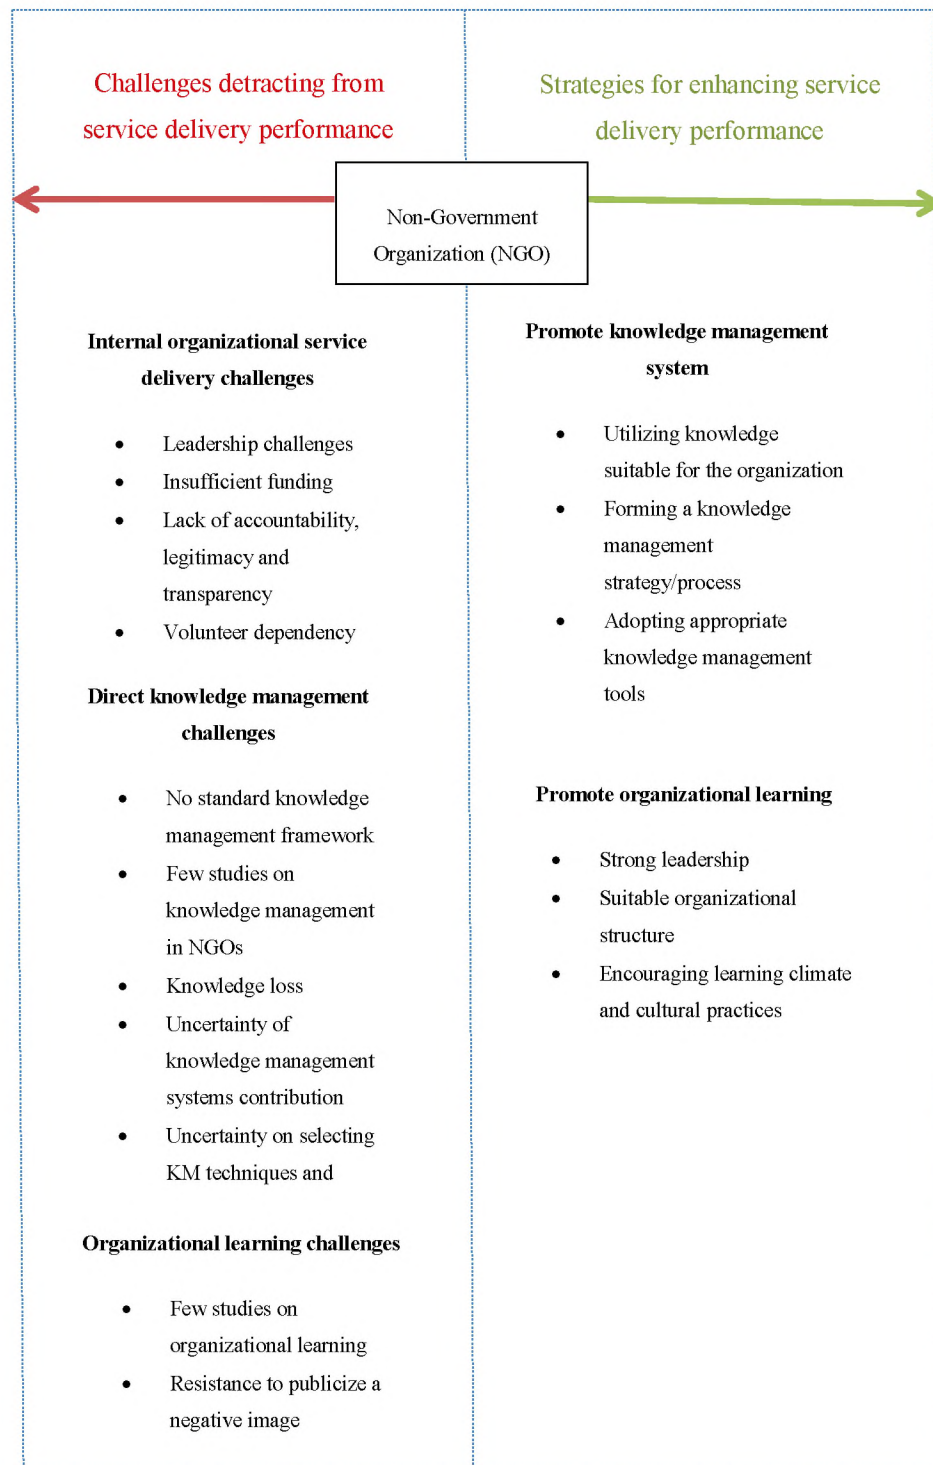 Challenges detracting from
service delivery performance
Strategies for enhancing service
delivery performance
Non-Government
Organization (NGO)
Internal organizational service
delivery challenges
• Leadership challenges
• Insufficient funding
• Lack of accountability,
legitimacy and
transparency
• Volunteer dependency
Direct knowledge management
challenges
• No standard knowledge
management framework
• Few studies on
knowledge management
in NGOs
• Knowledge loss
• Uncertainty of
knowledge management
systems contribution
• Uncertainty on selecting
KM techniques and
Organizational learning challenges
• Few studies on
organizational learning
• Resistance to publicize a
negative image
Promote knowledge management
system
• Utilizing knowledge
suitable for the organization
• Forming a knowledge
management
strategy/process
• Adopting appropriate
knowledge management
tools
Promote organizational learning
• Strong leadership
• Suitable organizational
structure
• Encouraging learning climate
and cultural practices